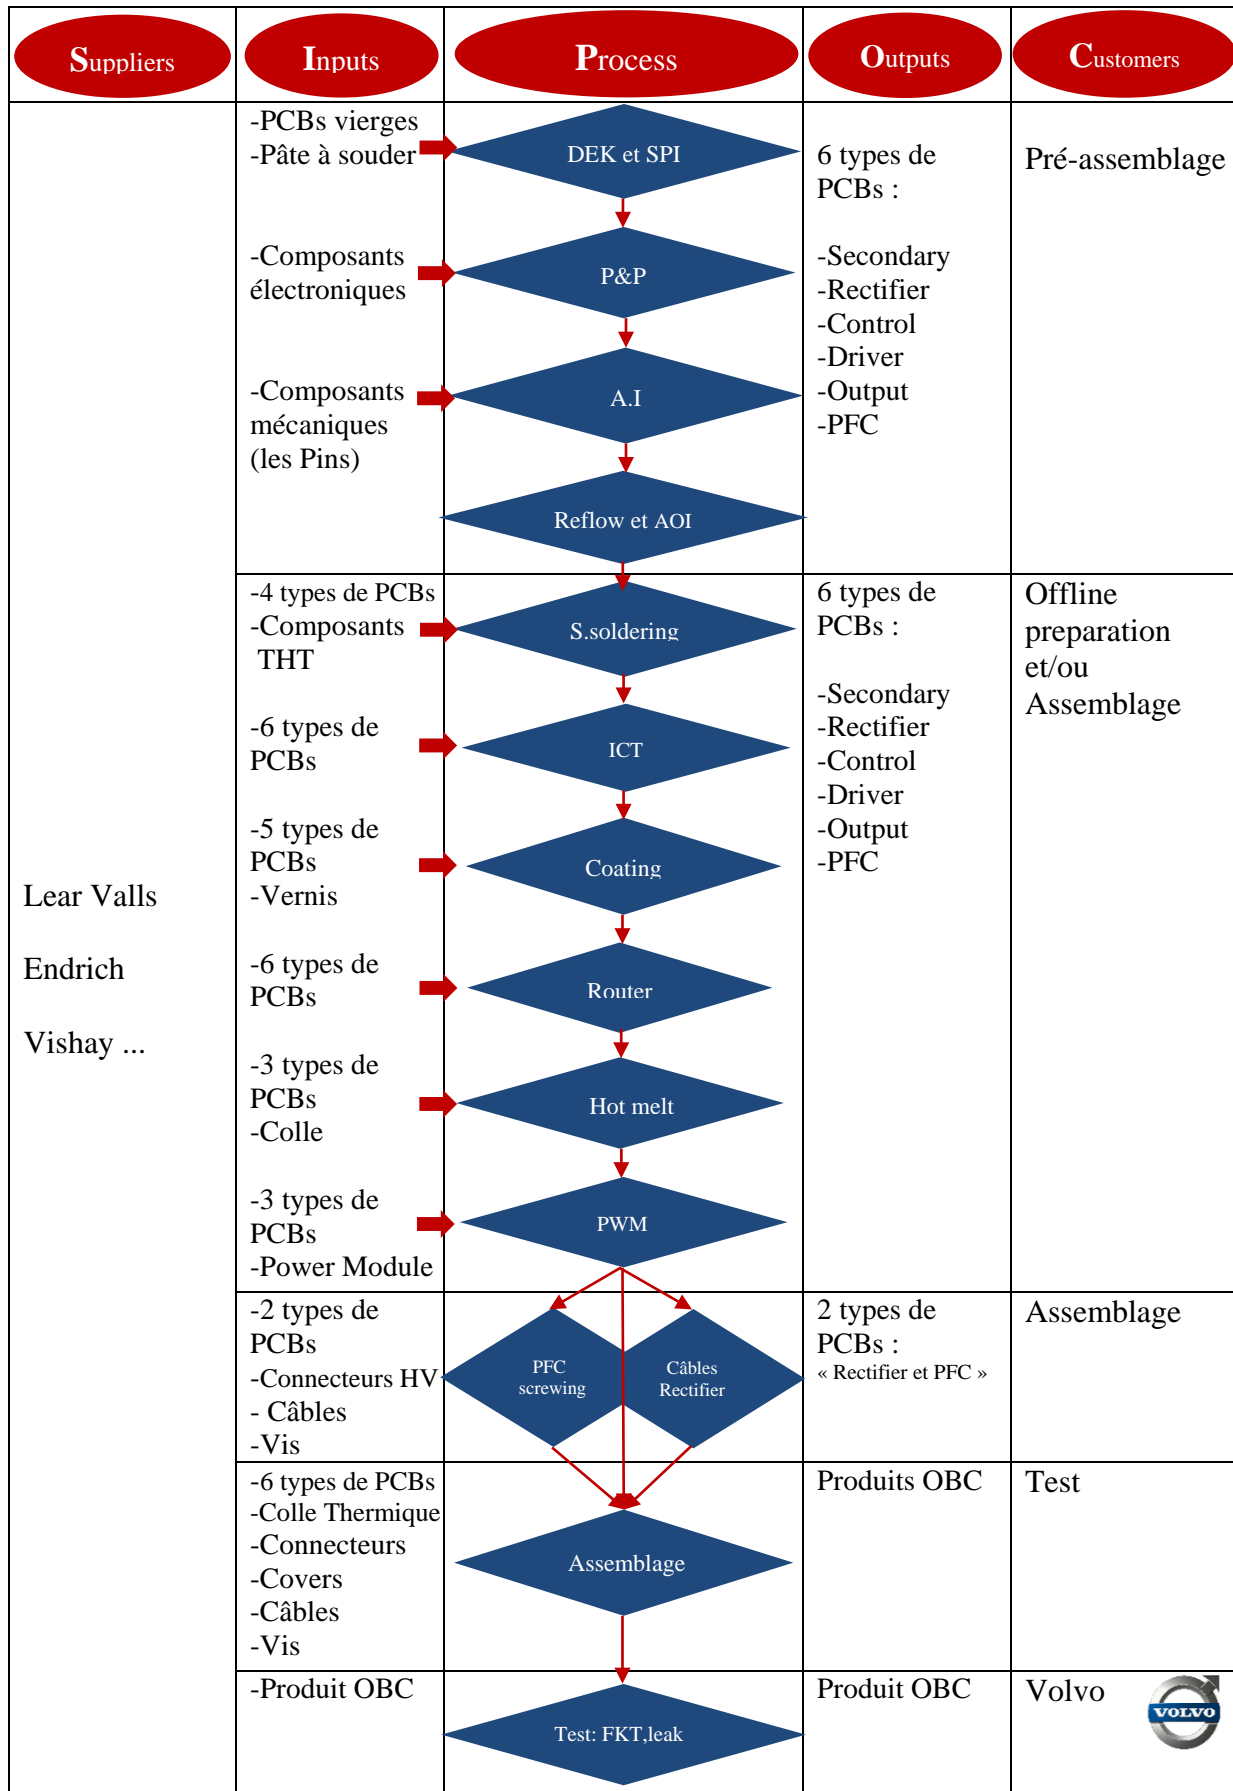 Suppliers
Inputs
Process
Outputs
Customers
Lear Valls
Endrich
Vishay ...
-PCBs vierges
-Pâte à souder
-Composants
électroniques
-Composants
mécaniques
(les Pins)
DEK et SPI
P&P
A.I
Reflow et AOI
6 types de
PCBs :
-Secondary
-Rectifier
-Control
-Driver
-Output
-PFC
Pré-assemblage
-4 types de PCBs
-Composants
THT
-6 types de
PCBs
-5 types de
PCBs
-Vernis
-6 types de
PCBs
-3 types de
PCBs
-Colle
-3 types de
PCBs
-Power Module
S.soldering
ICT
Coating
Router
Hot melt
PWM
6 types de
PCBs :
-Secondary
-Rectifier
-Control
-Driver
-Output
-PFC
Offline
preparation
et/ou
Assemblage
-2 types de
PCBs
-Connecteurs HV
- Câbles
-Vis
PFC
screwing
Câbles
Rectifier
2 types de
PCBs :
« Rectifier et PFC »
Assemblage
-6 types de PCBs
-Colle Thermique
-Connecteurs
-Covers
-Câbles
-Vis
Assemblage
Produits OBC
Test
-Produit OBC
Test: FKT,leak
Produit OBC
Volvo
VOLVO